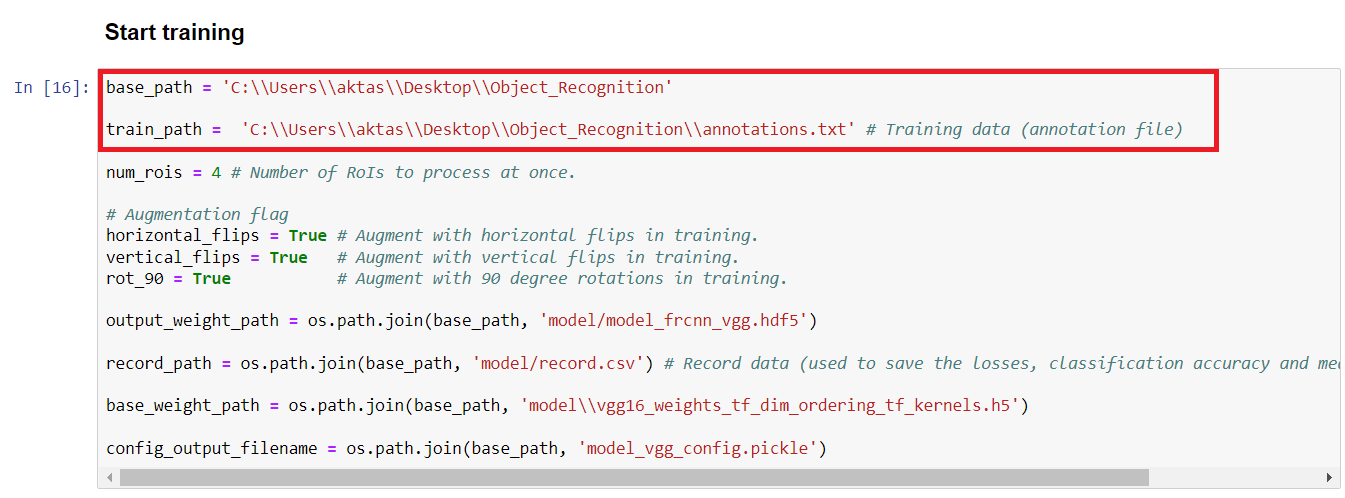 Start training
In [16]:
base_path = 'C:\\Users\\aktas\\Desktop\\Object_Recognition'
train_path =  'C:\\Users\\aktas\\Desktop\\Object_Recognition\\annotations.txt' # Training data (annotation file)
num_rois = 4 # Number of RoIs to process at once.
# Augmentation flag
horizontal_flips = True # Augment with horizontal flips in training.
vertical_flips = True   # Augment with vertical flips in training.
rot_90 = True           # Augment with 90 degree rotations in training.
output_weight_path = os.path.join(base_path, 'model/model_frcnn_vgg.hdf5')
record_path = os.path.join(base_path, 'model/record.csv') # Record data (used to save the losses, classification accuracy and
base_weight_path = os.path.join(base_path, 'model\\vgg16_weights_tf_dim_ordering_tf_kernels.h5')
config_output_filename = os.path.join(base_path, 'model_vgg_config.pickle')